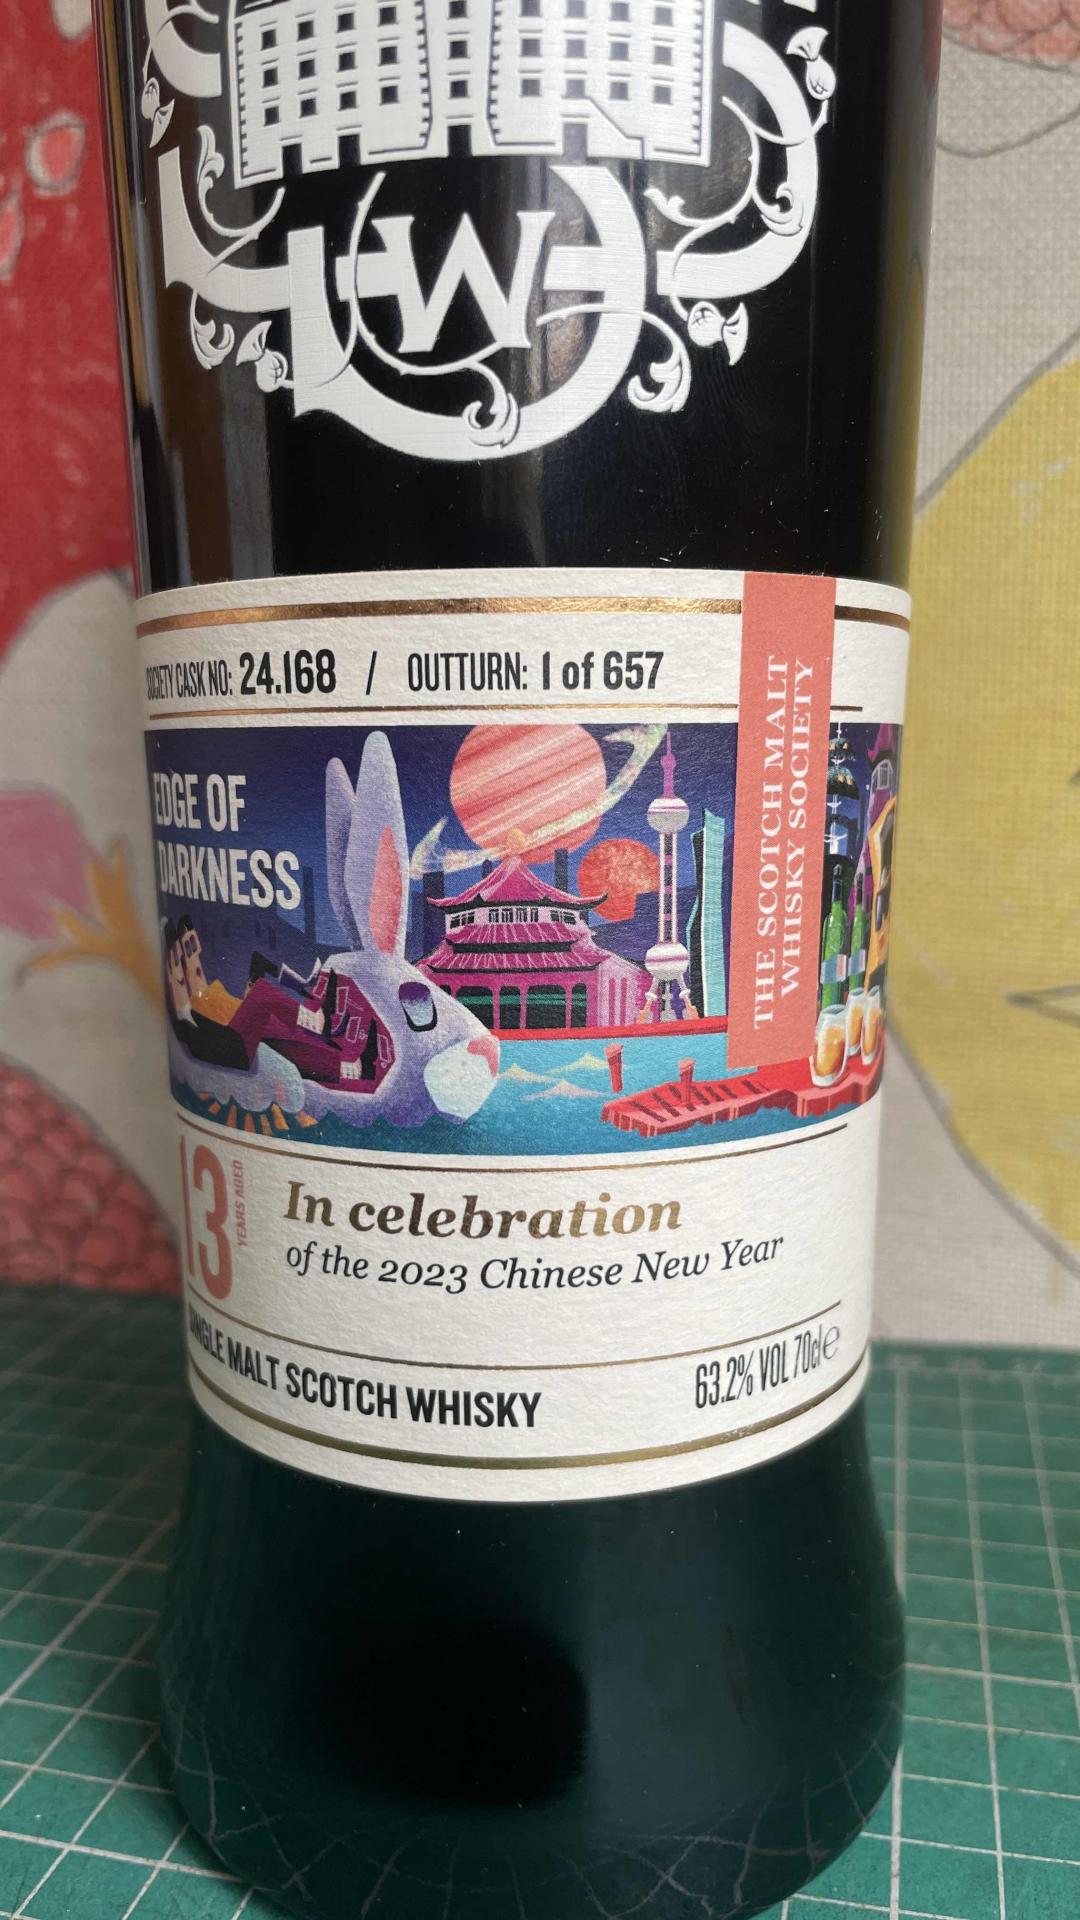 SOCIETY CASK NO: 24.168 / OUTTURN: 1 of 657
EDGE OF
DARKNESS
THE SCOTCH MALT
WHISKY SOCIETY
13 YEARS AGED
In celebration
of the 2023 Chinese New Year
SINGLE MALT SCOTCH WHISKY
63.2% VOL 70cl e